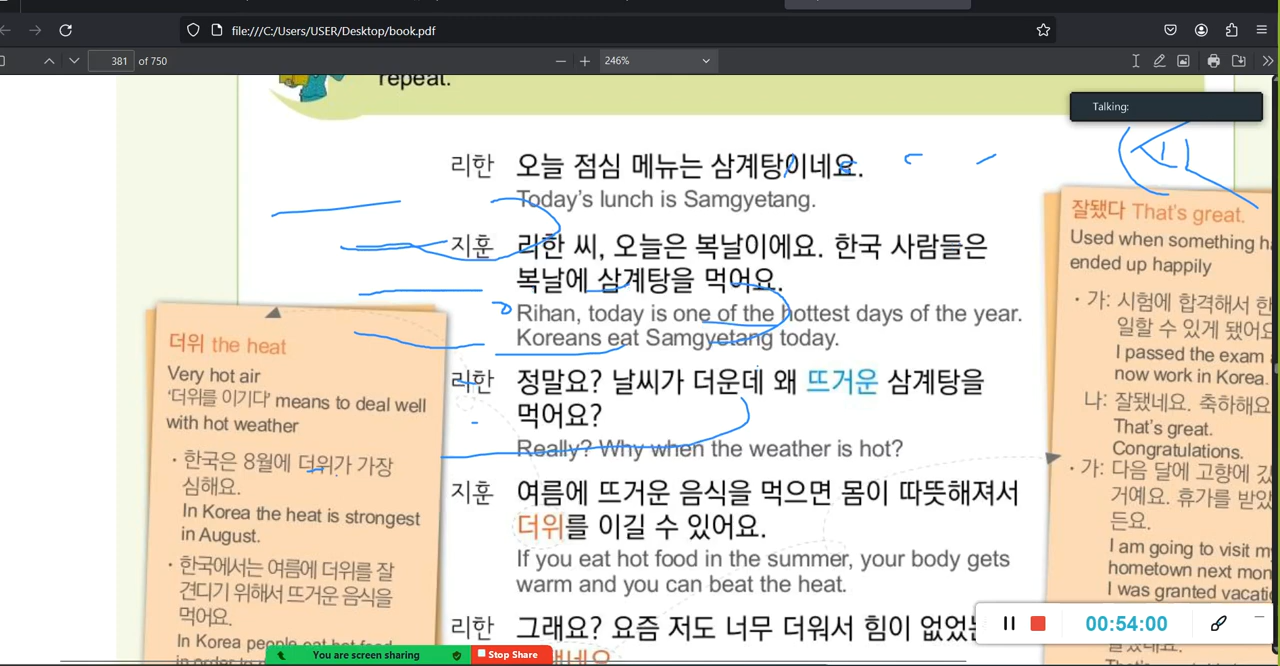 file:///C:/Users/USER/Desktop/book.pdf
381 of 750
246%
repeat.
Talking:
리한 오늘 점심 메뉴는 삼계탕이네요.
Today's lunch is Samgyetang.
지훈 리한 씨, 오늘은 복날이에요. 한국 사람들은
복날에 삼계탕을 먹어요.
Rihan, today is one of the hottest days of the year.
Koreans eat Samgyetang today.
리한 정말요? 날씨가 더운데 왜 뜨거운 삼계탕을
먹어요?
Really? Why when the weather is hot?
지훈 여름에 뜨거운 음식을 먹으면 몸이 따뜻해져서
더위를 이길 수 있어요.
If you eat hot food in the summer, your body gets
warm and you can beat the heat.
리한 그래요? 요즘 저도 너무 더워서 힘이 없었는
더위 the heat
Very hot air
'더위를 이기다' means to deal well
with hot weather
· 한국은 8월에 더위가 가장
심해요.
In Korea the heat is strongest
in August.
· 한국에서는 여름에 더위를 잘
견디기 위해서 뜨거운 음식을
먹어요.
In Korea people eat hot
잘됐다 That's great.
Used when something
ended up happily
· 가: 시험에 합격해서 한
일할 수 있게 됐어요
I passed the exam
now work in Korea.
나: 잘됐네요. 축하해요
That's great.
Congratulations.
· 가: 다음 달에 고향에 갔
거예요. 휴가를 받았
든요.
I am going to visit my
hometown next mon
I was granted vacati
00:54:00
You are screen sharing
Stop Share